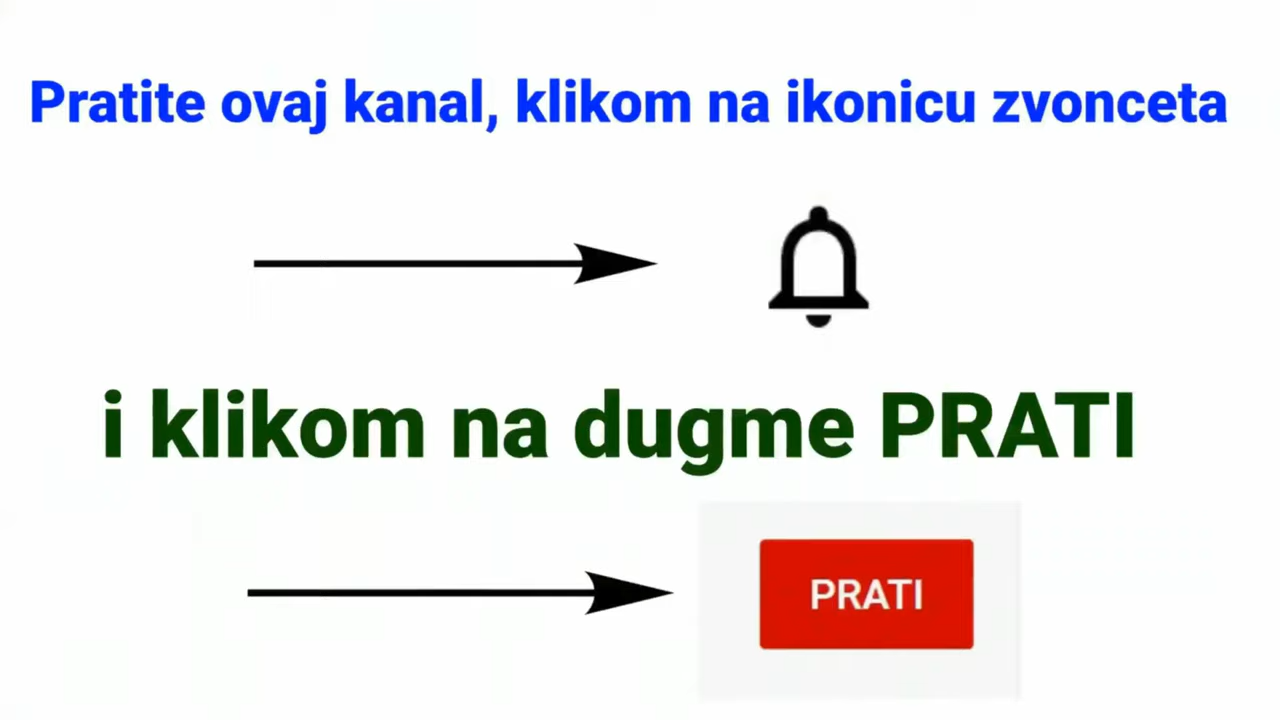 Pratite ovaj kanal, klikom na ikonicu zvonceta
i klikom na dugme PRATI
PRATI